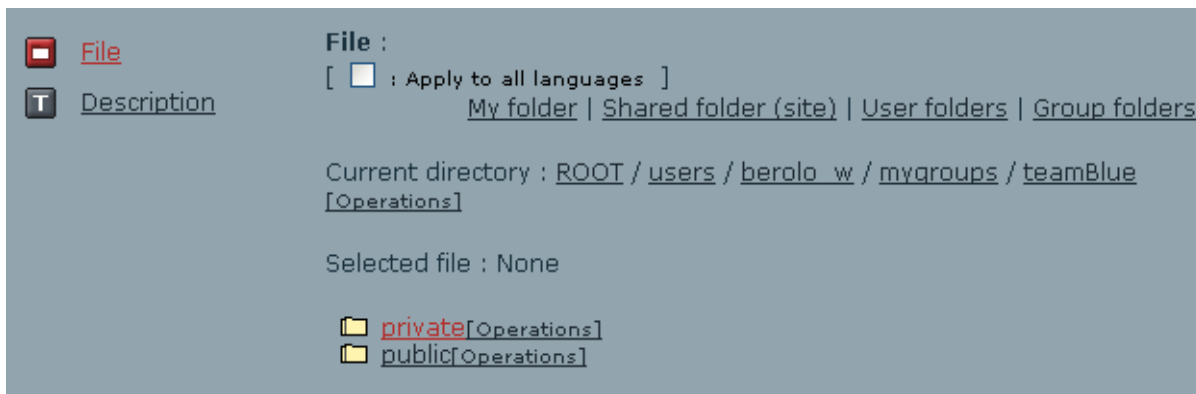 File
T Description
File :
[ : Apply to all languages ]
My folder | Shared folder (site) | User folders | Group folders
Current directory : ROOT / users / berolo_w / mygroups / teamBlue
[Operations]
Selected file : None
private[Operations]
public[Operations]